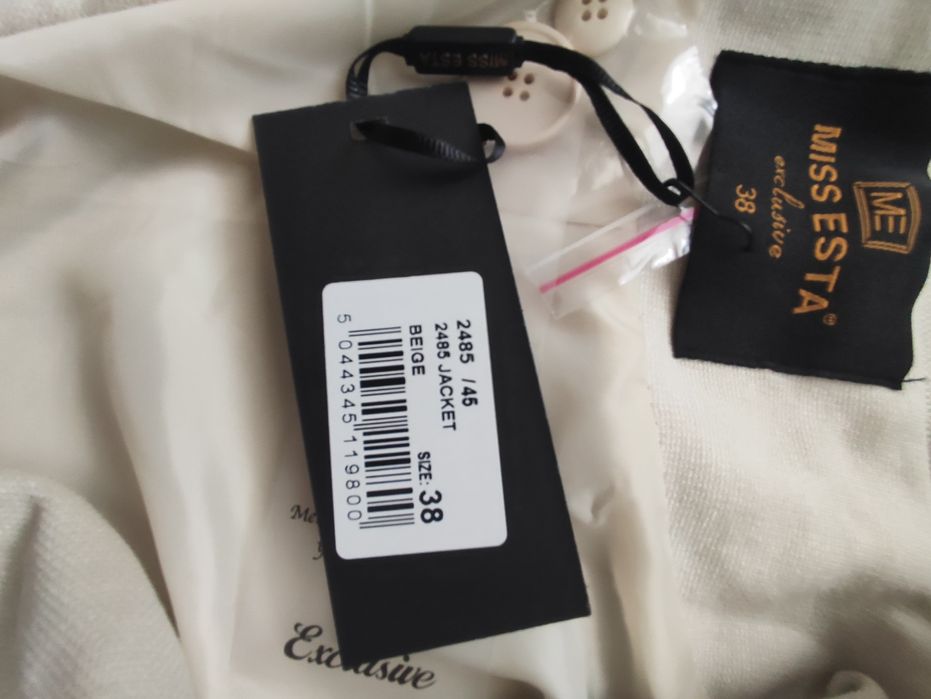 MISS ESTA
2485 /45
2485 JACKET
BEIGE
SIZE: 38
5 044345 119800
ME
MISS ESTA®
exclusive
38
Exclusive